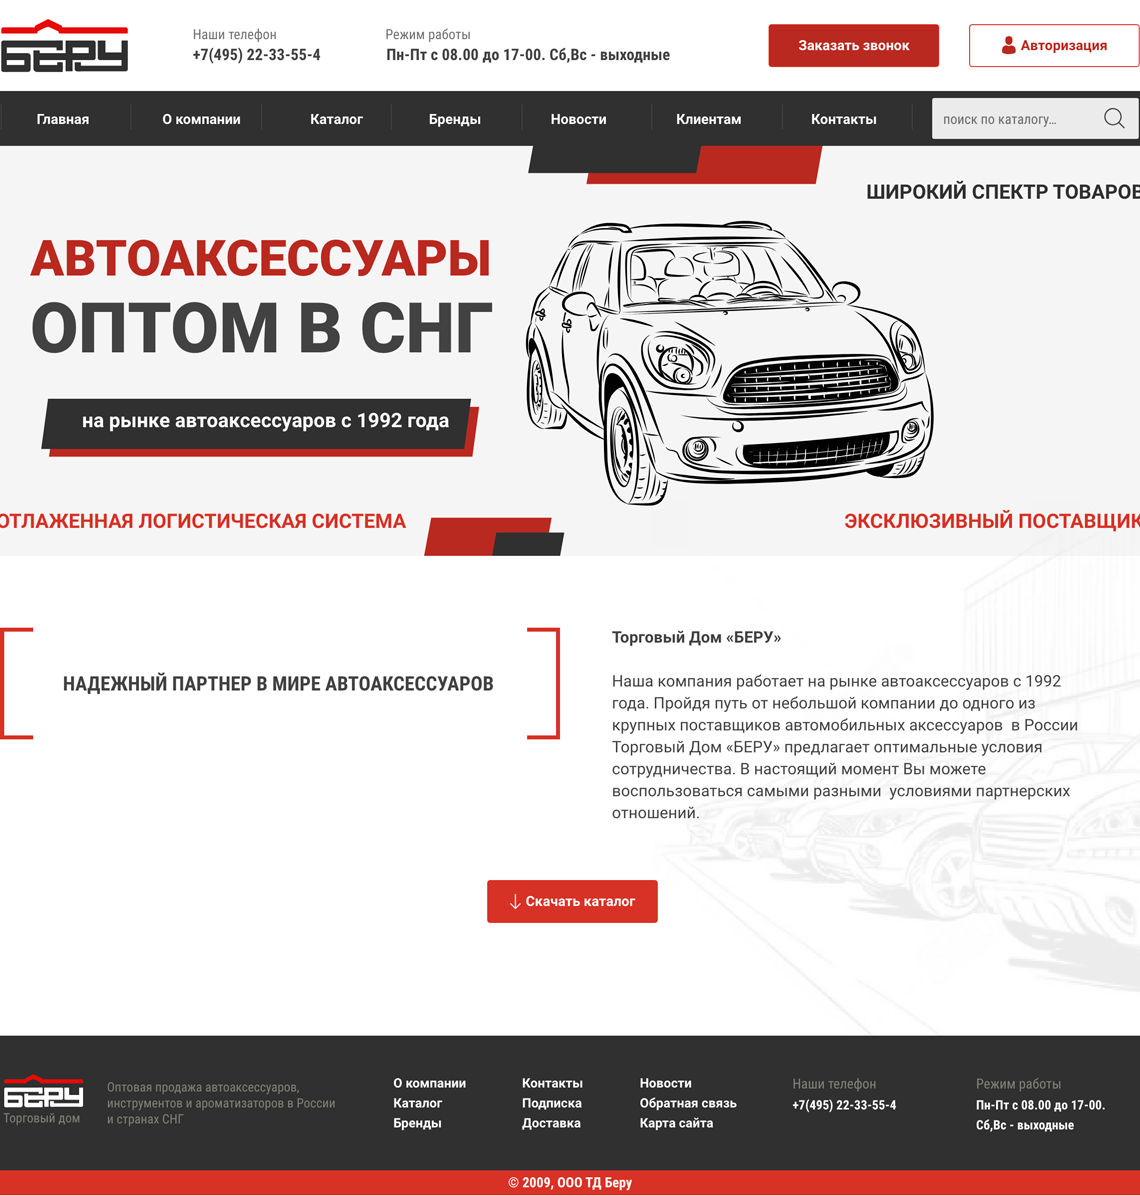 БЕРУ
Наши телефон
+7(495) 22-33-55-4
Режим работы
Пн-Пт с 08.00 до 17-00. Сб,Вс - выходные
Заказать звонок
Авторизация
Главная
О компании
Каталог
Бренды
Новости
Клиентам
Контакты
поиск по каталогу...
ШИРОКИЙ СПЕКТР ТОВАРОВ
АВТОАКСЕССУАРЫ
ОПТОМ В СНГ
на рынке автоаксессуаров с 1992 года
ОТЛАЖЕННАЯ ЛОГИСТИЧЕСКАЯ СИСТЕМА
ЭКСКЛЮЗИВНЫЙ ПОСТАВЩИК
НАДЕЖНЫЙ ПАРТНЕР В МИРЕ АВТОАКСЕССУАРОВ
Торговый Дом «БЕРУ»
Наша компания работает на рынке автоаксессуаров с 1992
года. Пройдя путь от небольшой компании до одного из
крупных поставщиков автомобильных аксессуаров  в России
Торговый Дом «БЕРУ» предлагает оптимальные условия
сотрудничества. В настоящий момент Вы можете
воспользоваться самыми разными  условиями партнерских
отношений.
Скачать каталог
БЕРУ
Торговый дом
Оптовая продажа автоаксессуаров,
инструментов и ароматизаторов в России
и странах СНГ
О компании
Каталог
Бренды
Контакты
Подписка
Доставка
Новости
Обратная связь
Карта сайта
Наши телефон
+7(495) 22-33-55-4
Режим работы
Пн-Пт с 08.00 до 17-00.
Сб,Вс - выходные
© 2009, ООО ТД Беру